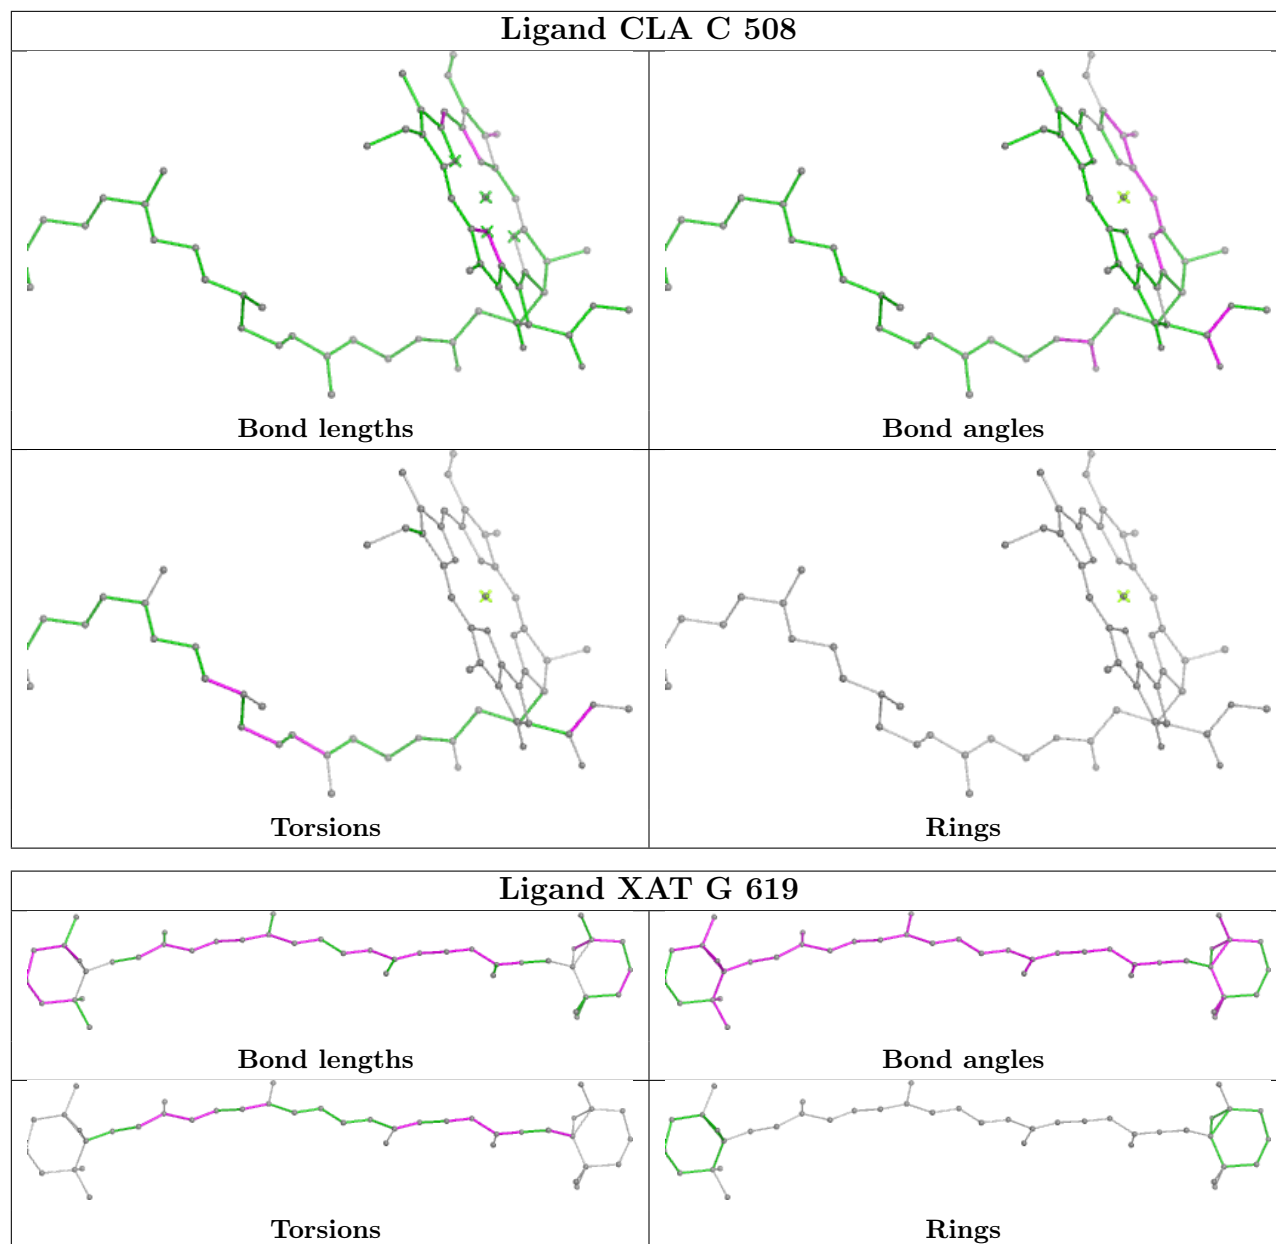 Ligand CLA C 508
Bond lengths
Bond angles
Torsions
Rings
Ligand XAT G 619
Bond lengths
Bond angles
Torsions
Rings